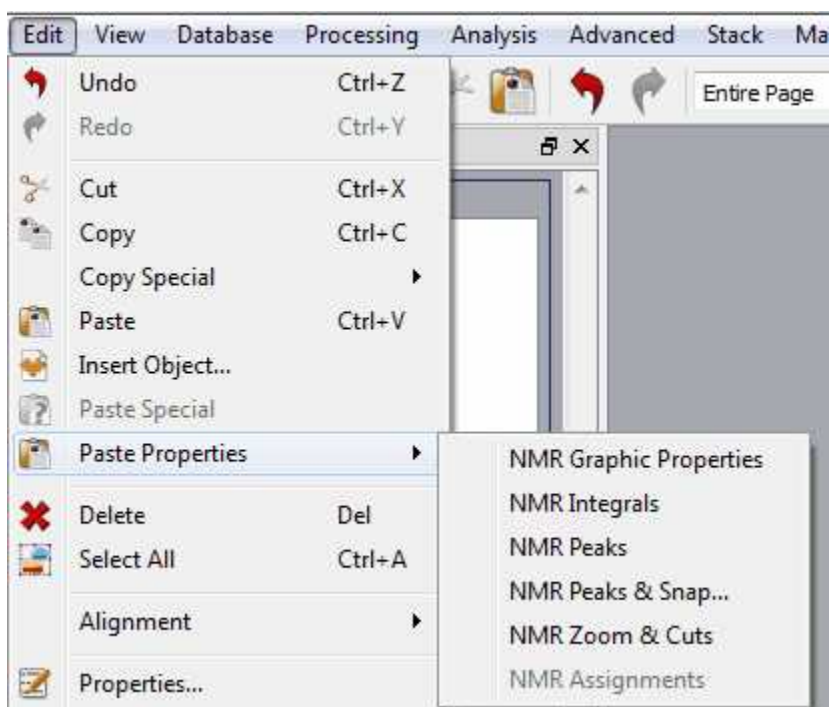 Edit View Database Processing Analysis Advanced Stack Ma
Undo Ctrl+Z
Entire Page
Redo Ctrl+Y
Cut Ctrl+X
Copy Ctrl+C
Copy Special
Paste Ctrl+V
Insert Object...
Paste Special
Paste Properties
NMR Graphic Properties
NMR Integrals
NMR Peaks
NMR Peaks & Snap...
NMR Zoom & Cuts
NMR Assignments
Delete Del
Select All Ctrl+A
Alignment
Properties...